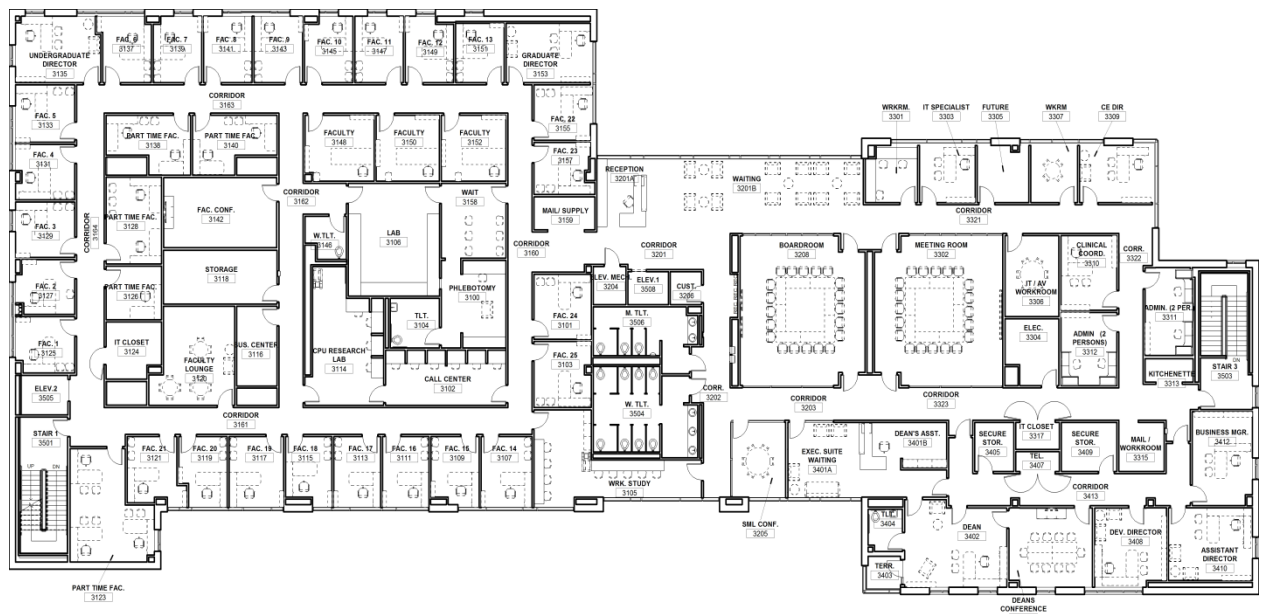 FAC. 6
3137
FAC. 7
3139
FAC. 8
3141
FAC. 9
3143
FAC. 10
3145
FAC. 11
3147
FAC. 12
3149
FAC. 13
3151
UNDERGRADUATE
DIRECTOR
3135
GRADUATE
DIRECTOR
3153
CORRIDOR
3163
FAC. 5
3133
PART TIME FAC.
3138
PART TIME FAC.
3140
FACULTY
3148
FACULTY
3150
FACULTY
3152
FAC. 22
3155
FAC. 4
3131
FAC. 23
3157
WRKRM.
3301
IT SPECIALIST
3303
FUTURE
3305
WKRM
3307
CE DIR
3309
RECEPTION
3201A
WAITING
3201B
CORRIDOR
3162
WAIT
3158
FAC. 3
3129
CORRIDOR
3164
PART TIME FAC.
3128
FAC. CONF.
3142
MAIL/ SUPPLY
3159
CORRIDOR
3321
LAB
3106
W.TLT.
3146
CORRIDOR
3160
CORRIDOR
3201
BOARDROOM
3208
MEETING ROOM
3302
CLINICAL
COORD.
3310
CORR.
3322
STORAGE
3118
FAC. 2
3127
PART TIME FAC.
3126
PHLEBOTOMY
3100
ELEV. MECH.
3204
ELEV.1
3508
CUST.
3206
IT / AV
WORKROOM
3306
ADMIN. (2 PER.)
3311
TLT.
3104
FAC. 24
3101
M. TLT.
3506
FAC. 1
3125
IT CLOSET
3124
FACULTY
LOUNGE
3120
SUS. CENTER
3116
CPU RESEARCH
LAB
3114
CALL CENTER
3102
FAC. 25
3103
ELEC.
3304
ADMIN (2
PERSONS)
3312
KITCHENETTE
3313
STAIR 3
3503
DN
ELEV.2
3505
CORR.
3202
W. TLT.
3504
CORRIDOR
3161
CORRIDOR
3203
CORRIDOR
3323
STAIR 1
3501
UP
DN
FAC. 21
3121
FAC. 20
3119
FAC. 19
3117
FAC. 18
3115
FAC. 17
3113
FAC. 16
3111
FAC. 15
3109
FAC. 14
3107
DEAN'S ASST.
3401B
EXEC. SUITE
WAITING
3401A
SECURE
STOR.
3405
IT CLOSET
3317
TEL.
3407
SECURE
STOR.
3409
MAIL /
WORKROOM
3315
BUSINESS MGR.
3412
WRK. STUDY
3105
CORRIDOR
3413
SML CONF.
3205
TLT.
3404
DEAN
3402
DEV. DIRECTOR
3408
ASSISTANT
DIRECTOR
3410
TERR.
3403
PART TIME FAC.
3123
DEANS
CONFERENCE